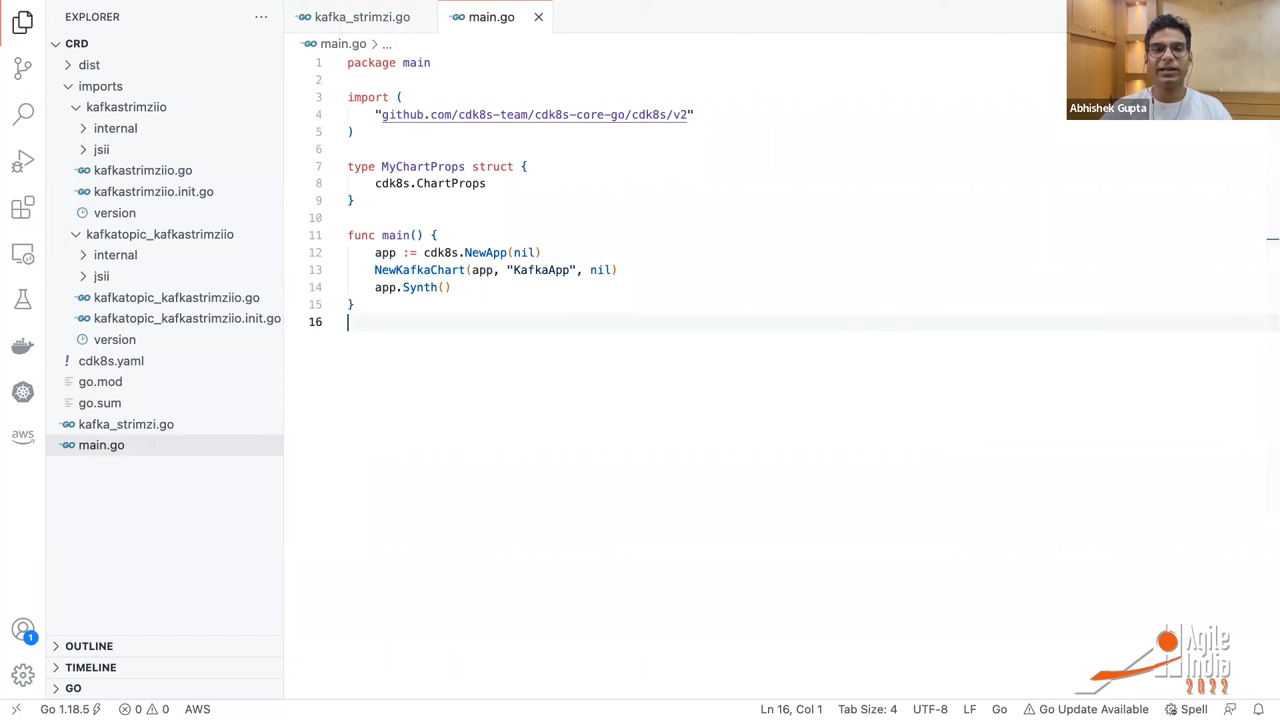 EXPLORER
CRD
dist
imports
kafkastrimziio
internal
jsii
kafkastrimziio.go
kafkastrimziio.init.go
version
kafkatopic_kafkastrimziio
internal
jsii
kafkatopic_kafkastrimziio.go
kafkatopic_kafkastrimziio.init.go
version
cdk8s.yaml
go.mod
go.sum
kafka_strimzi.go
main.go
OUTLINE
TIMELINE
GO
kafka_strimzi.go
main.go
main.go > ...
1 package main
2
3 import (
4 "github.com/cdk8s-team/cdk8s-core-go/cdk8s/v2"
5 )
6
7 type MyChartProps struct {
8 cdk8s.ChartProps
9 }
10
11 func main() {
12 app := cdk8s.NewApp(nil)
13 NewKafkaChart(app, "KafkaApp", nil)
14 app.Synth()
15 }
16
Abhishek Gupta
aws
1
Agile
India
2022
Go 1.18.5 0 0 AWS Ln 16, Col 1 Tab Size: 4 UTF-8 LF Go Go Update Available Spell